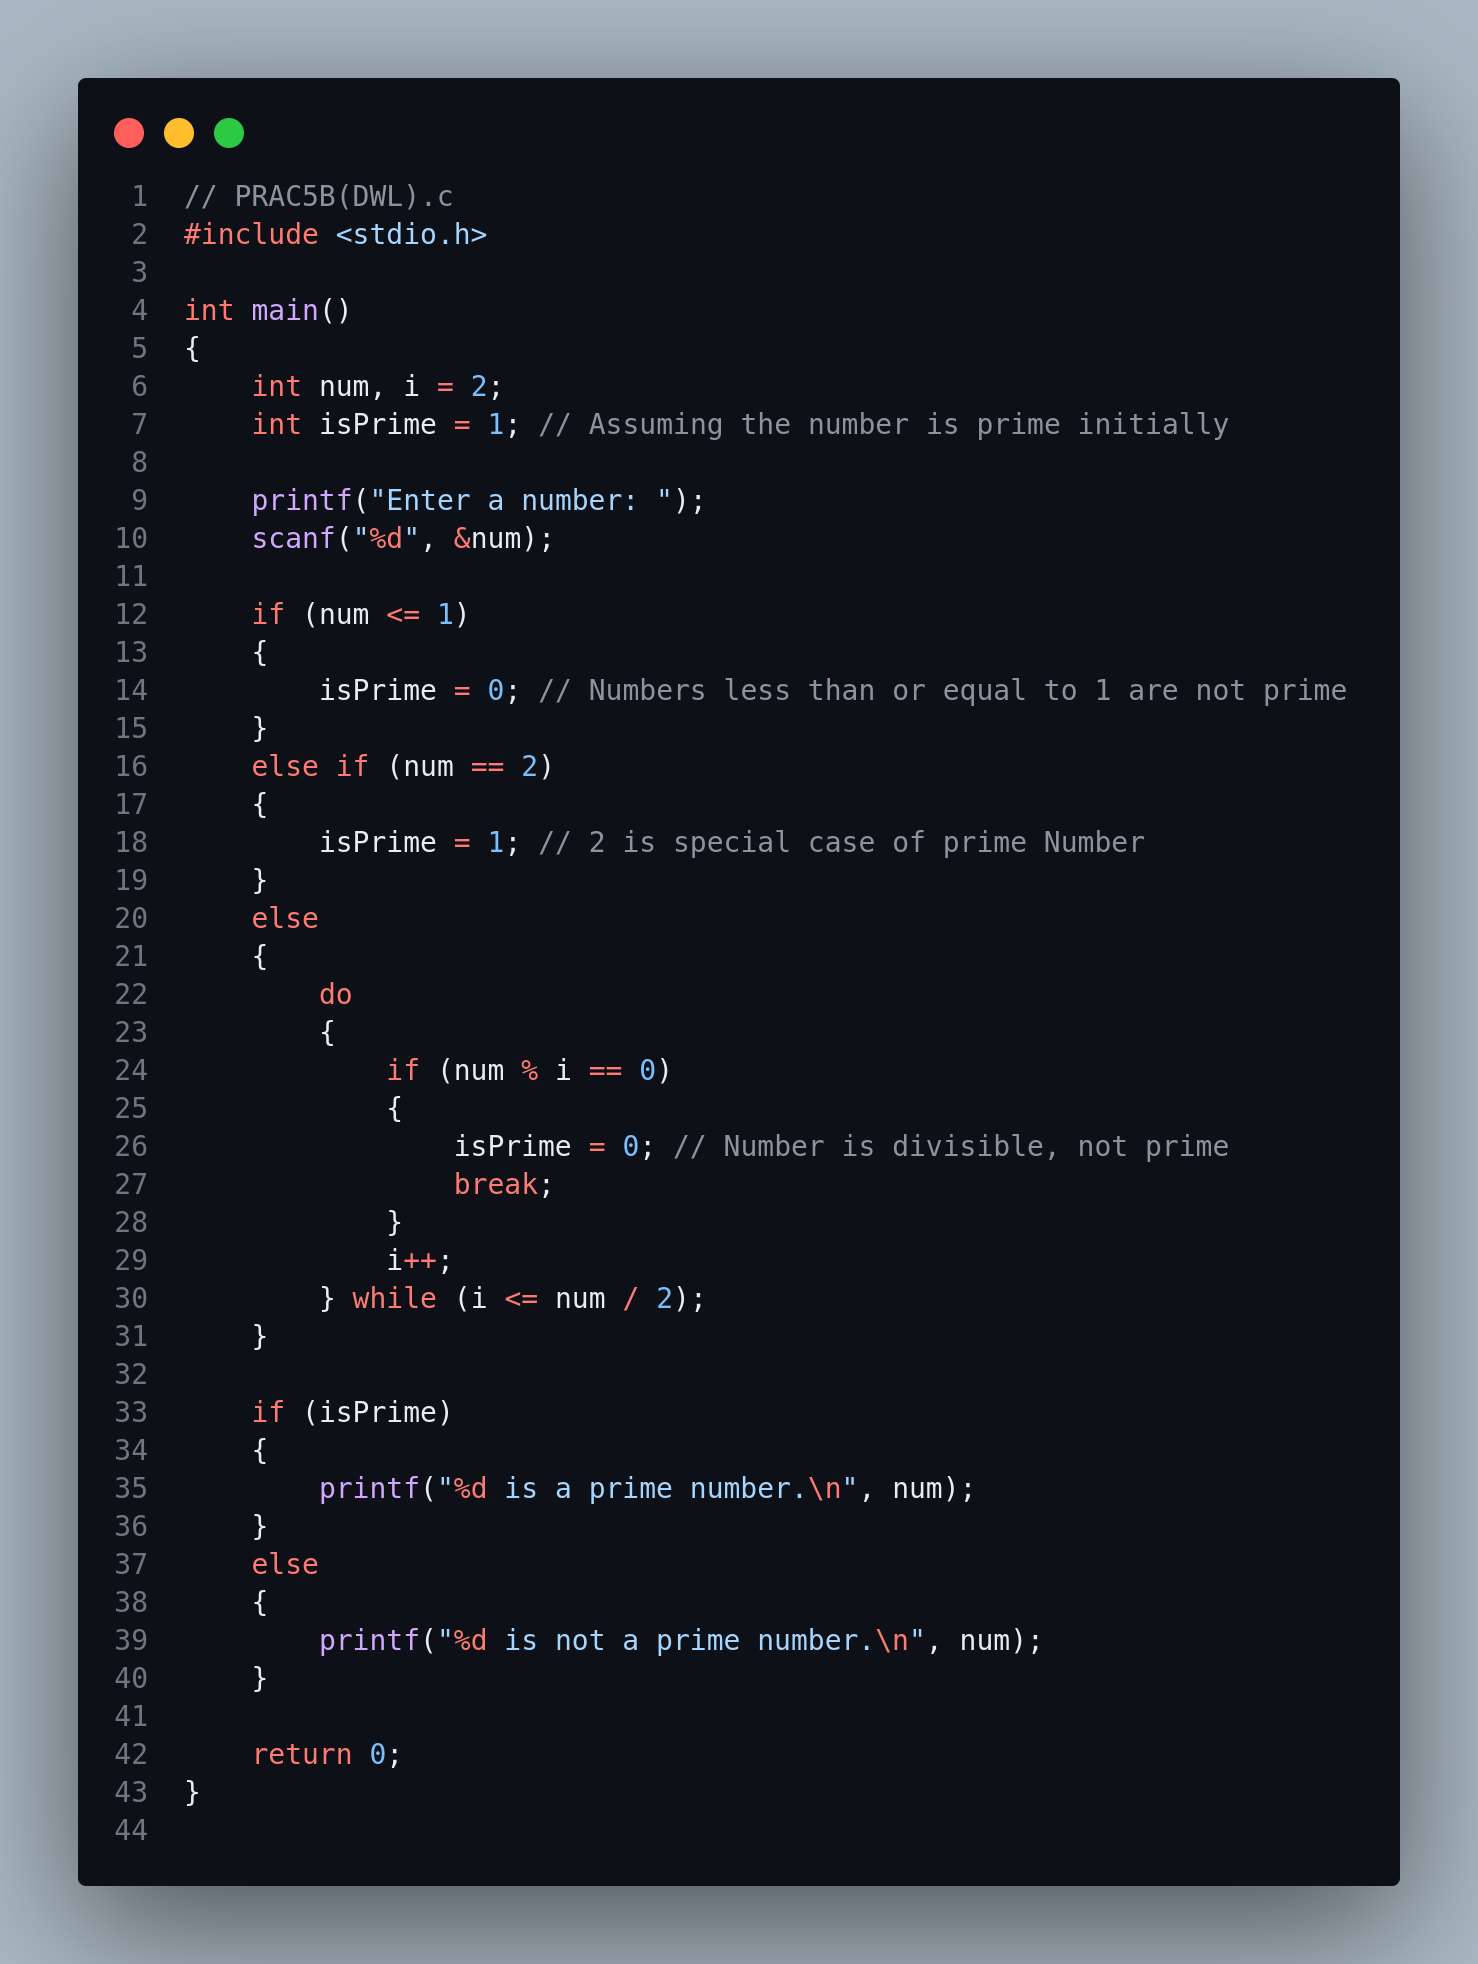 1 // PRAC5B(DWL).c
2 #include <stdio.h>
3
4 int main()
5 {
6     int num, i = 2;
7     int isPrime = 1; // Assuming the number is prime initially
8
9     printf("Enter a number: ");
10     scanf("%d", &num);
11
12     if (num <= 1)
13     {
14         isPrime = 0; // Numbers less than or equal to 1 are not prime
15     }
16     else if (num == 2)
17     {
18         isPrime = 1; // 2 is special case of prime Number
19     }
20     else
21     {
22         do
23         {
24             if (num % i == 0)
25             {
26                 isPrime = 0; // Number is divisible, not prime
27                 break;
28             }
29             i++;
30         } while (i <= num / 2);
31     }
32
33     if (isPrime)
34     {
35         printf("%d is a prime number.\n", num);
36     }
37     else
38     {
39         printf("%d is not a prime number.\n", num);
40     }
41
42     return 0;
43 }
44